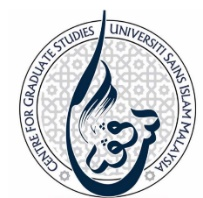 CENTRE FOR GRADUATE STUDIES UNIVERSITI SAINS ISLAM MALAYSIA